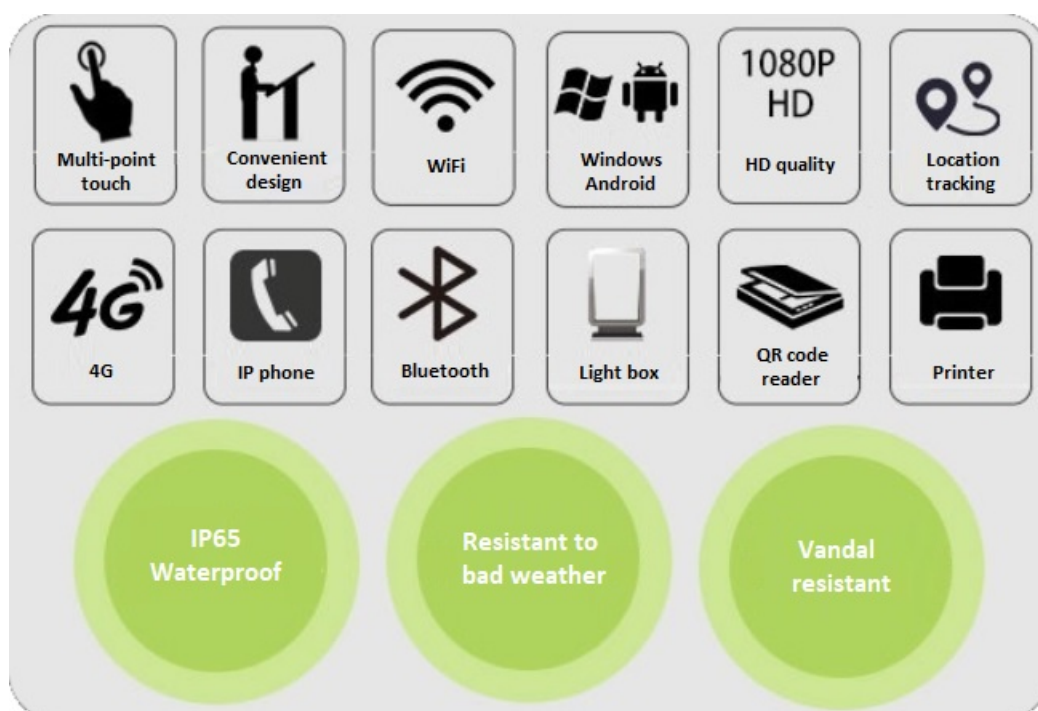 Multi-point
touch
Convenient
design
WiFi
Windows
Android
1080P
HD
HD quality
Location
tracking
4G
4G
IP phone
Bluetooth
Light box
QR code
reader
Printer
IP65
Waterproof
Resistant to
bad weather
Vandal
resistant